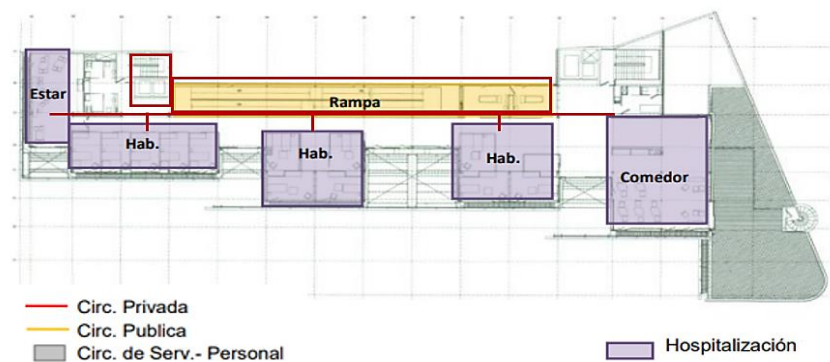 Estar
Rampa
Hab.
Hab.
Hab.
Comedor
Circ. Privada
Circ. Publica
Circ. de Serv.- Personal
Hospitalización